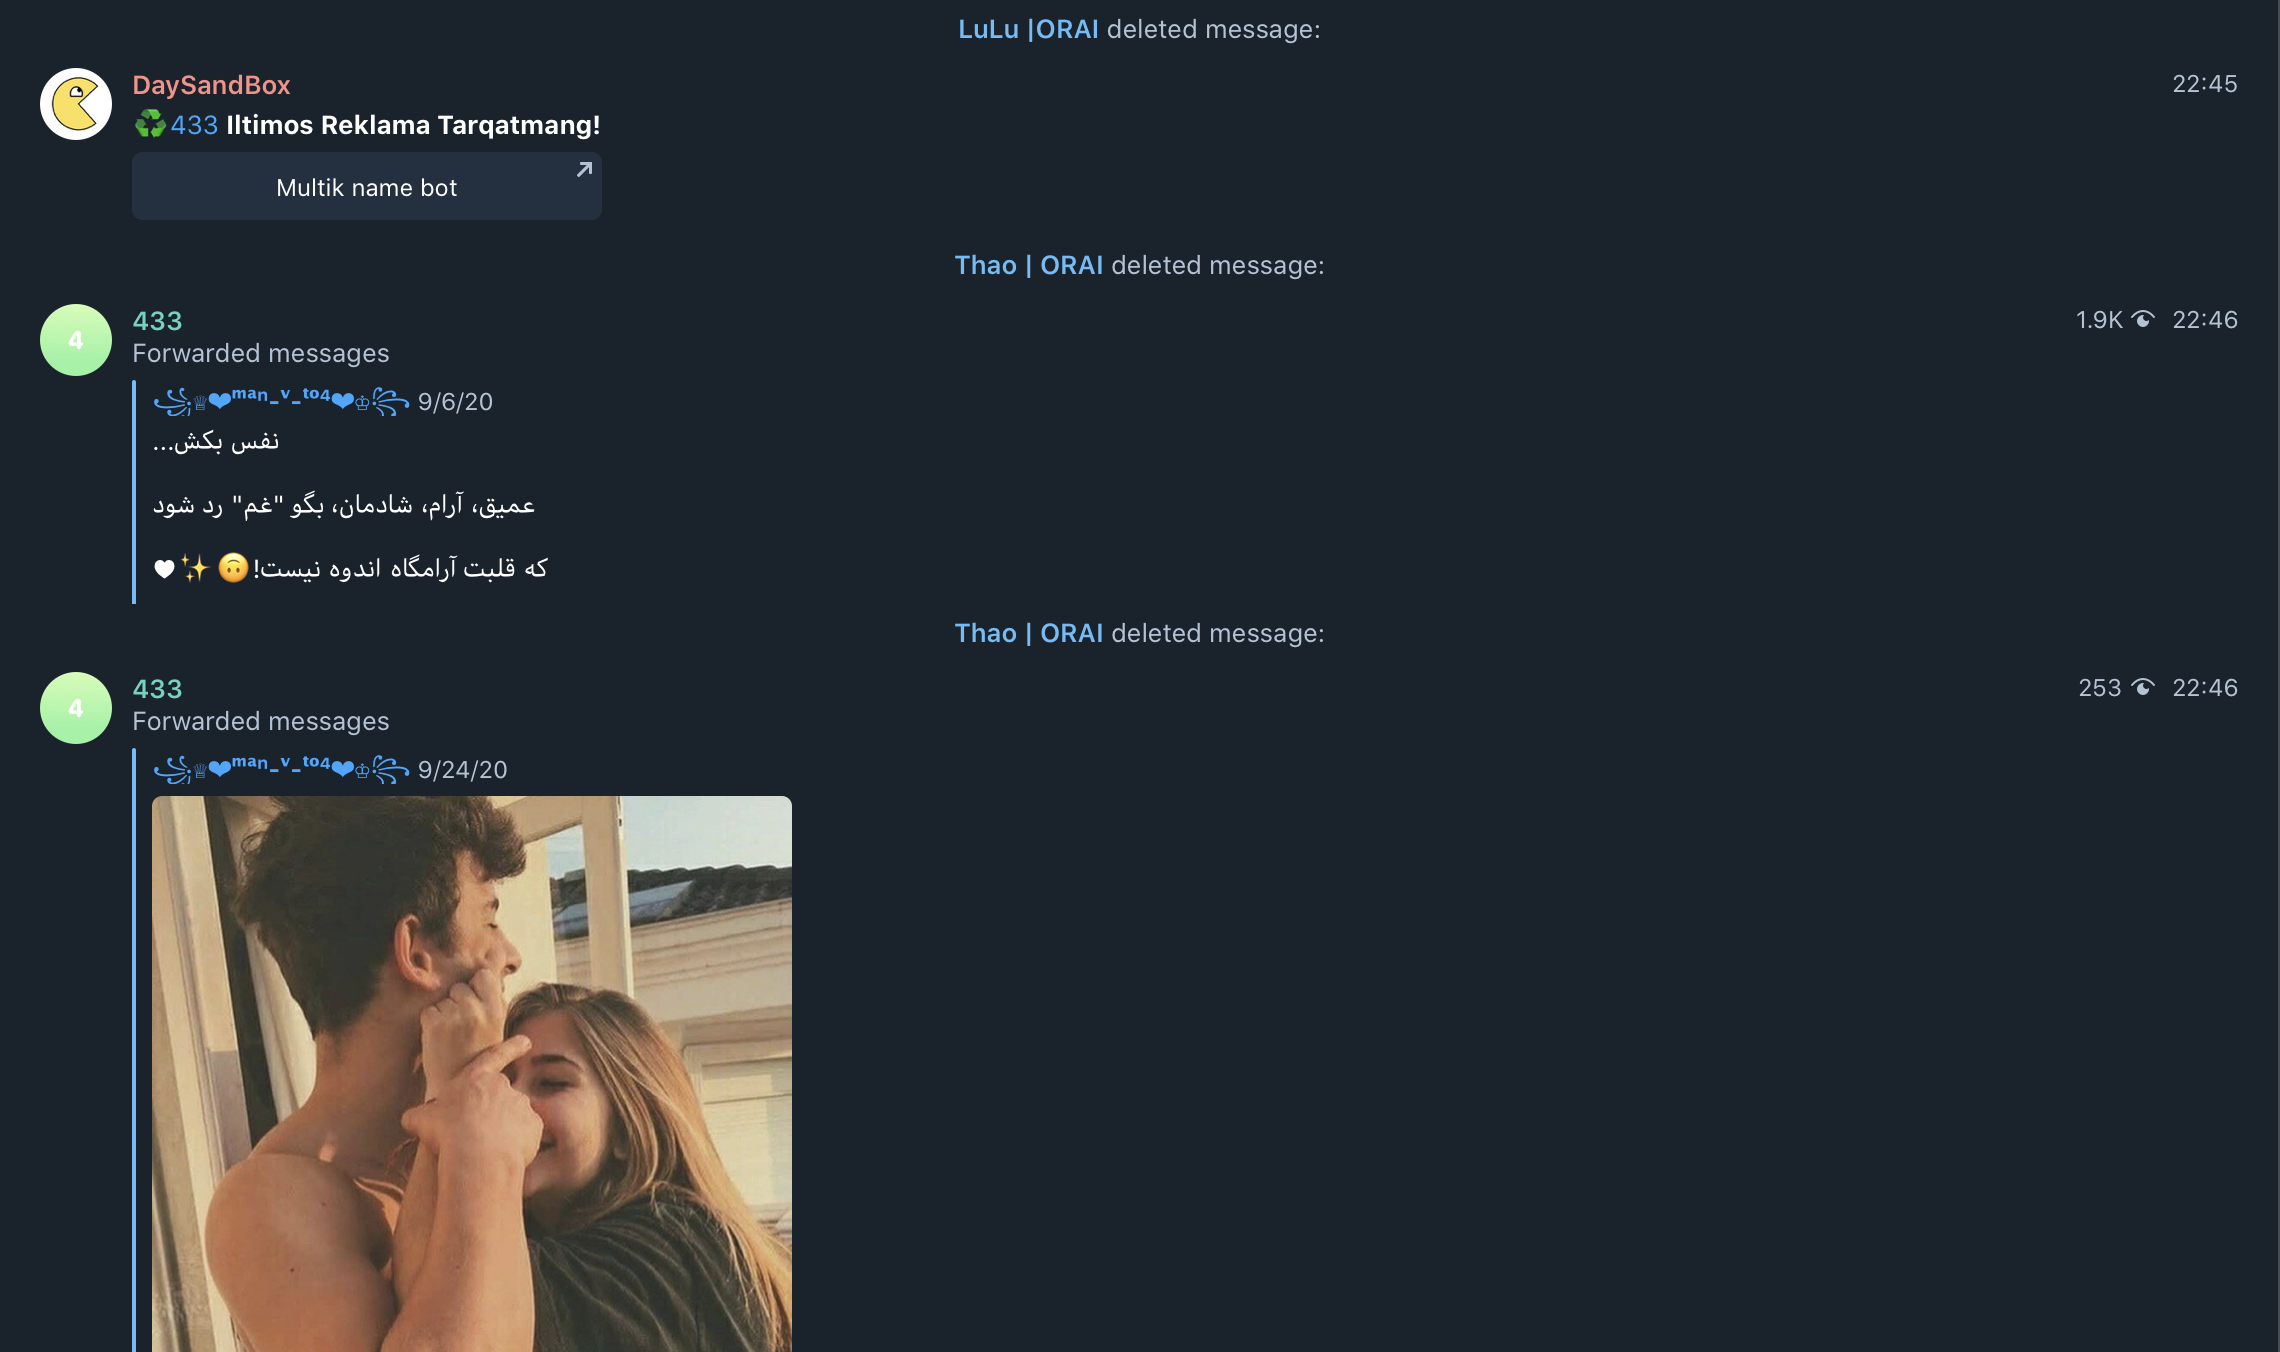 LuLu |ORAI deleted message:
DaySandBox
22:45
♻️433 Iltimos Reklama Tarqatmang!
Multik name bot
Thao | ORAI deleted message:
4
433
1.9K 22:46
Forwarded messages
꧁༺♕❤ᵐᵃⁿ_ᵛ_ᵗᵒ⁴❤♔꧂ 9/6/20
نفس بکش...
عمیق، آرام، شادمان، بگو "غم" رد شود
که قلبت آرامگاه اندوه نیست!🙃✨♥
Thao | ORAI deleted message:
4
433
253 22:46
Forwarded messages
꧁༺♕❤ᵐᵃⁿ_ᵛ_ᵗᵒ⁴❤♔꧂ 9/24/20